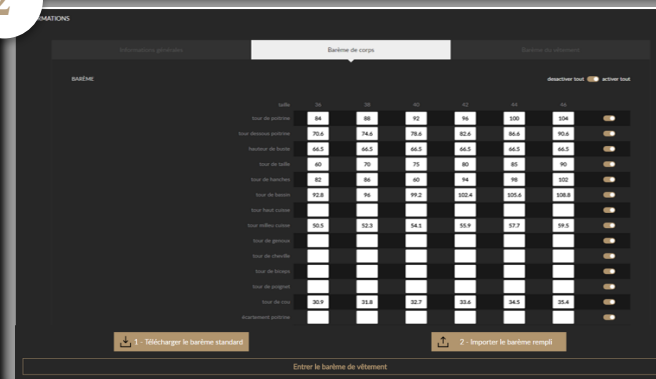 2
RMATIONS
Informations générales Barème de corps Barème du vêtement
BARÈME desactiver tout activer tout
taille 36 38 40 42 44 46
tour de poitrine 84 88 92 96 100 104
tour dessous poitrine 70.6 74.6 78.6 82.6 86.6 90.6
hauteur de buste 66.5 66.5 66.5 66.5 66.5 66.5
tour de taille 60 70 75 80 85 90
tour de hanches 82 86 60 94 98 102
tour de bassin 92.8 96 99.2 102.4 105.6 108.8
tour haut cuisse
tour milieu cuisse 50.5 52.3 54.1 55.9 57.7 59.5
tour de genoux
tour de cheville
tour de biceps
tour de poignet
tour de cou 30.9 31.8 32.7 33.6 34.5 35.4
écartement poitrine
1 - Télécharger le barème standard 2 - Importer le barème rempli
Entrer le barème de vêtement